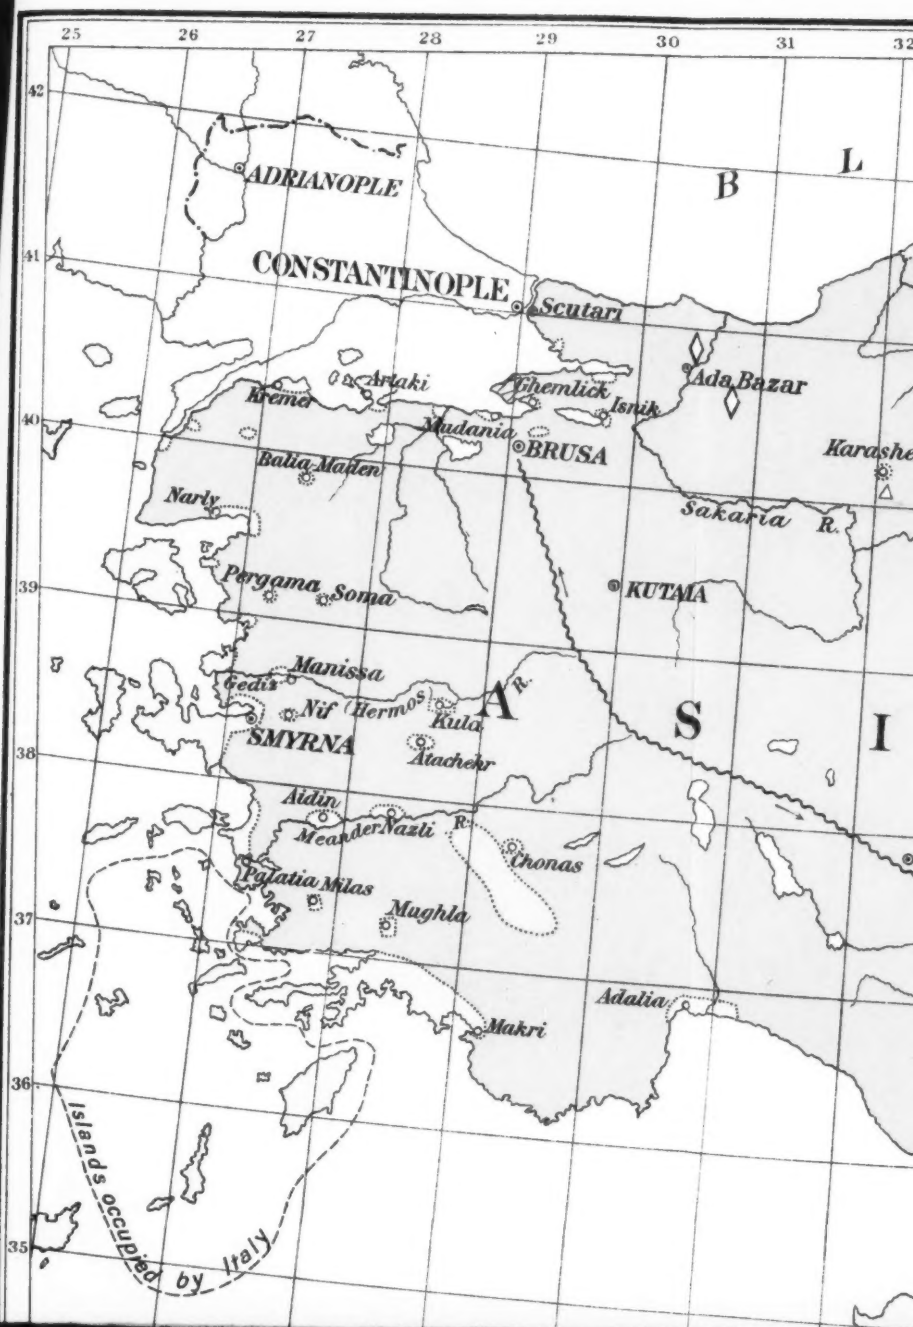 25 26 27 28 29 30 31 32
42
B L
ADRIANOPLE
41
CONSTANTINOPLE
Scutari
Artaki
Ghemlick
Ada Bazar
Kremer
Isnik
40
Mudania
BRUSA
Karashe
Balia-Maden
Narly
Sakaria R.
39
Pergama
Soma
KUTAIA
Manissa
Gediz
(Hermos) R.
Nif
Kula
A S I
SMYRNA
Atachehr
38
Aidin
Meander R.
Nazli
Chonas
Palatia
Milas
Mughla
37
Adalia
Makri
36
Islands occupied by Italy
35